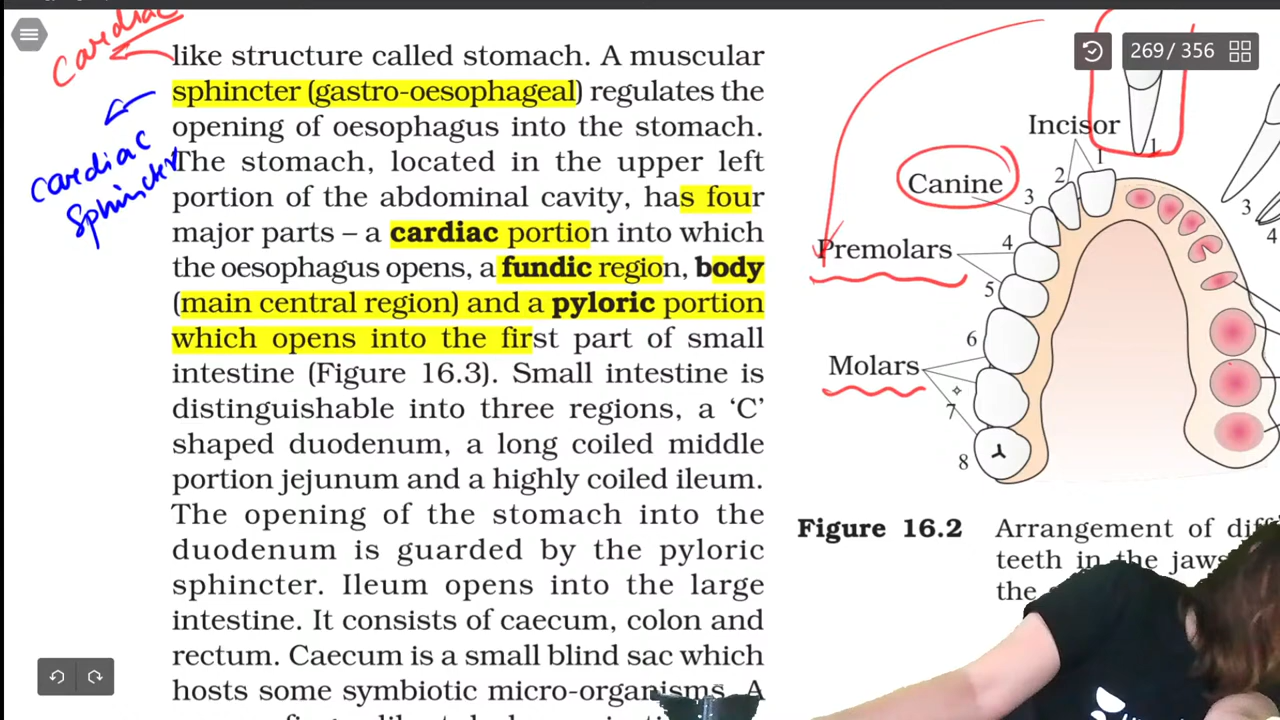 269 / 356
cardiac
cardiac
sphincter
like structure called stomach. A muscular
sphincter (gastro-oesophageal) regulates the
opening of oesophagus into the stomach.
The stomach, located in the upper left
portion of the abdominal cavity, has four
major parts – a cardiac portion into which
the oesophagus opens, a fundic region, body
(main central region) and a pyloric portion
which opens into the first part of small
intestine (Figure 16.3). Small intestine is
distinguishable into three regions, a ‘C’
shaped duodenum, a long coiled middle
portion jejunum and a highly coiled ileum.
The opening of the stomach into the
duodenum is guarded by the pyloric
sphincter. Ileum opens into the large
intestine. It consists of caecum, colon and
rectum. Caecum is a small blind sac which
hosts some symbiotic micro-organisms. A
Incisor
1
1
2
Canine
3
3
4
Premolars
4
5
6
Molars
7
8
Figure 16.2 Arrangement of
teeth in the jaws
the